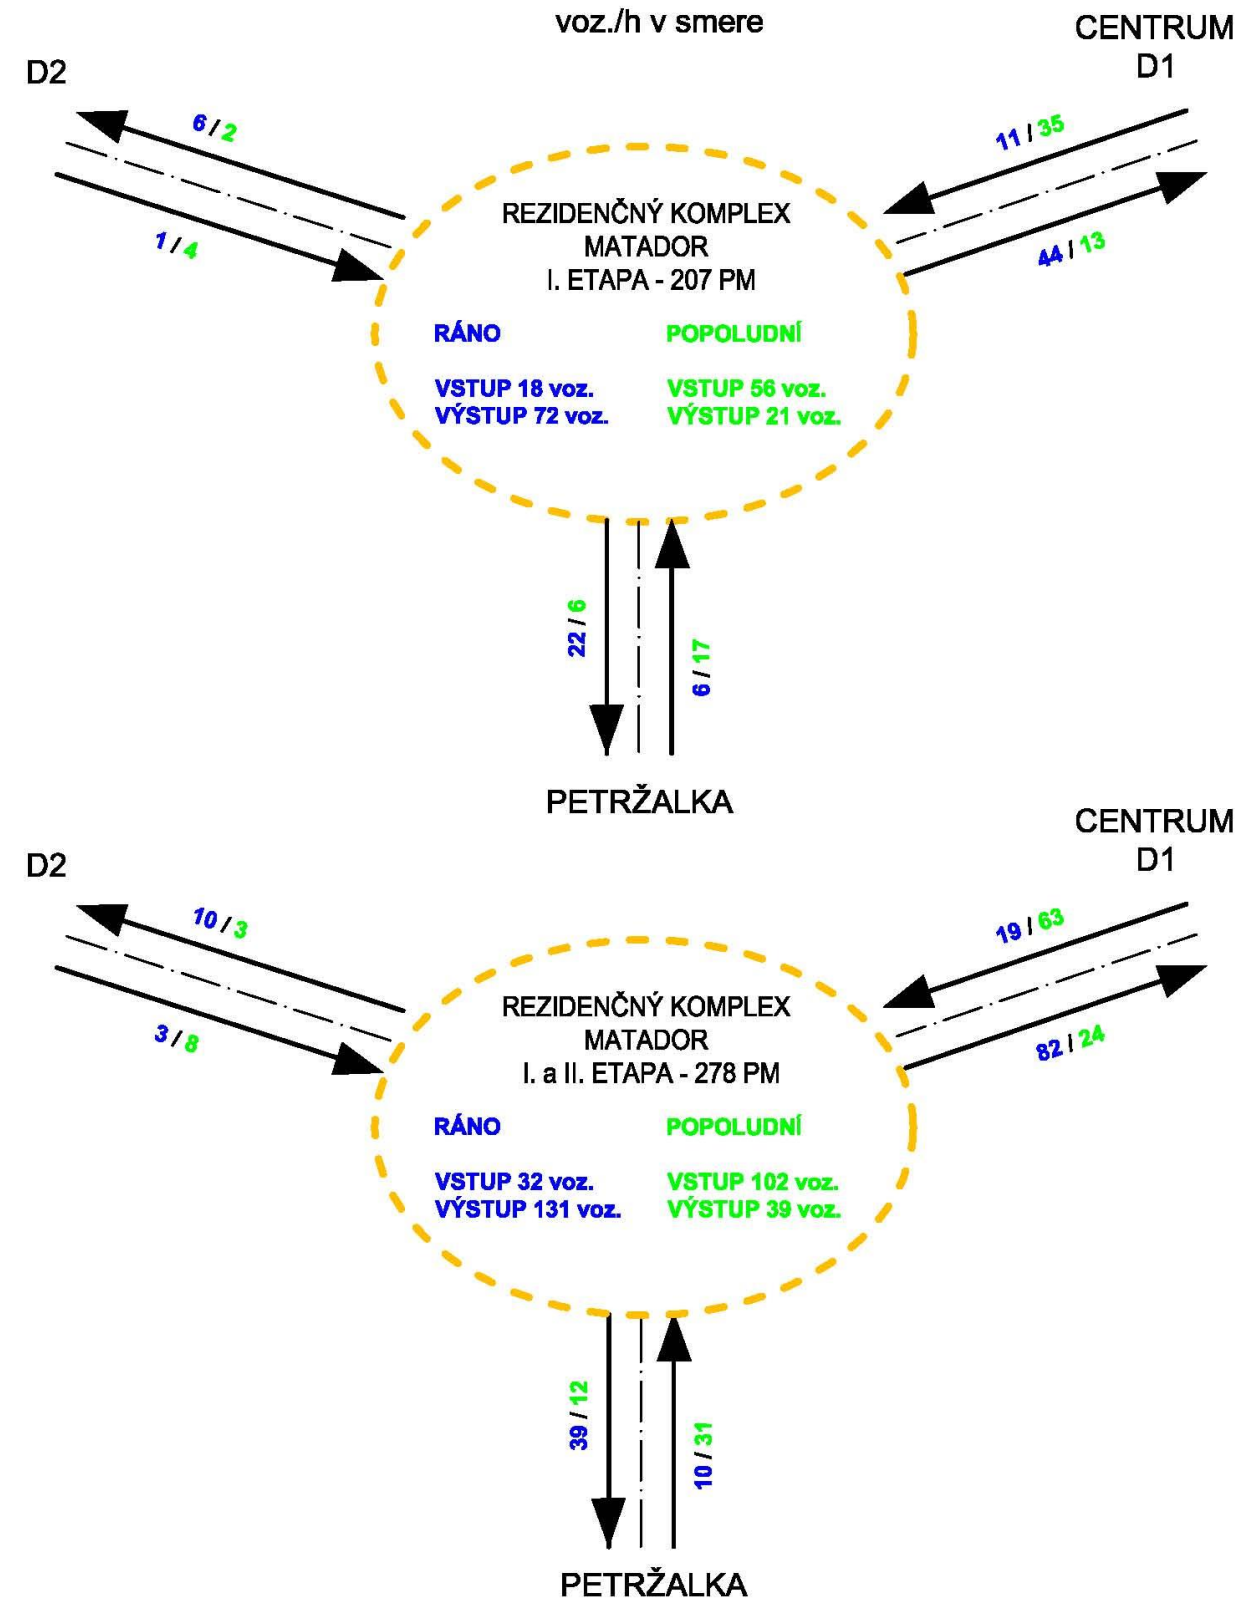 voz./h v smere
CENTRUM
D1
D2
6 / 2
11 / 35
1 / 4
44 / 13
REZIDENČNÝ KOMPLEX
MATADOR
I. ETAPA - 207 PM
RÁNO
POPOLUDNÍ
VSTUP 18 voz.
VSTUP 56 voz.
VÝSTUP 72 voz.
VÝSTUP 21 voz.
22 / 6
6 / 17
PETRŽALKA
CENTRUM
D1
D2
10 / 3
19 / 63
3 / 8
82 / 24
REZIDENČNÝ KOMPLEX
MATADOR
I. a II. ETAPA - 278 PM
RÁNO
POPOLUDNÍ
VSTUP 32 voz.
VSTUP 102 voz.
VÝSTUP 131 voz.
VÝSTUP 39 voz.
39 / 12
10 / 31
PETRŽALKA